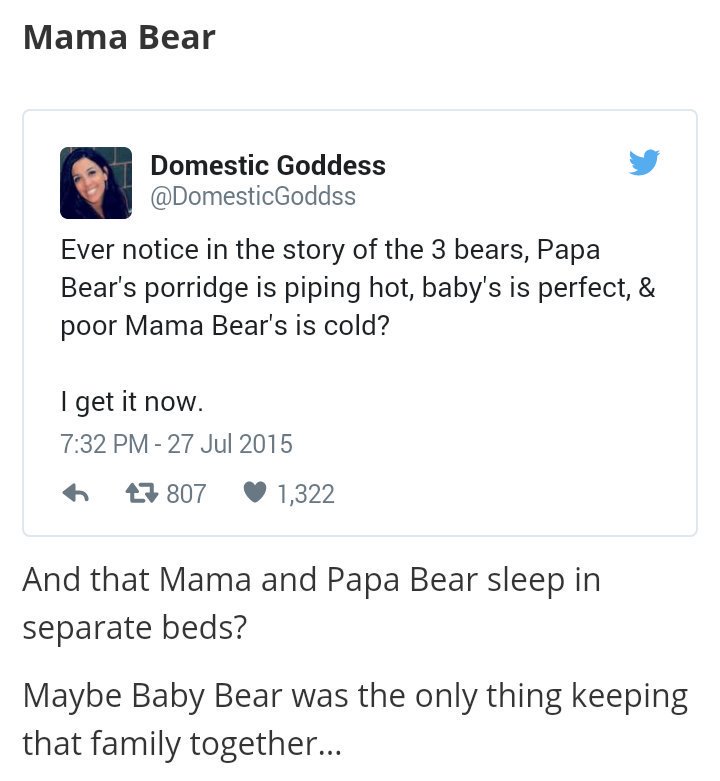 Mama Bear
Domestic Goddess
@DomesticGoddss
Ever notice in the story of the 3 bears, Papa
Bear's porridge is piping hot, baby's is perfect, &
poor Mama Bear's is cold?
I get it now.
7:32 PM - 27 Jul 2015
807 1,322
And that Mama and Papa Bear sleep in
separate beds?
Maybe Baby Bear was the only thing keeping
that family together...